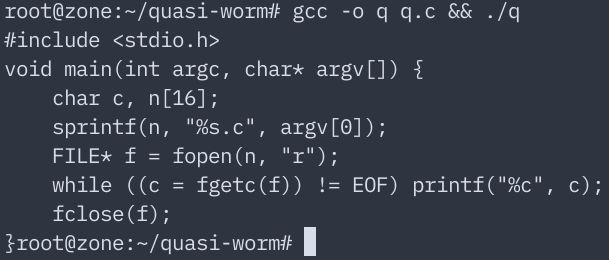 root@zone:~/quasi-worm# gcc -o q q.c && ./q
#include <stdio.h>
void main(int argc, char* argv[]) {
    char c, n[16];
    sprintf(n, "%s.c", argv[0]);
    FILE* f = fopen(n, "r");
    while ((c = fgetc(f)) != EOF) printf("%c", c);
    fclose(f);
}root@zone:~/quasi-worm#